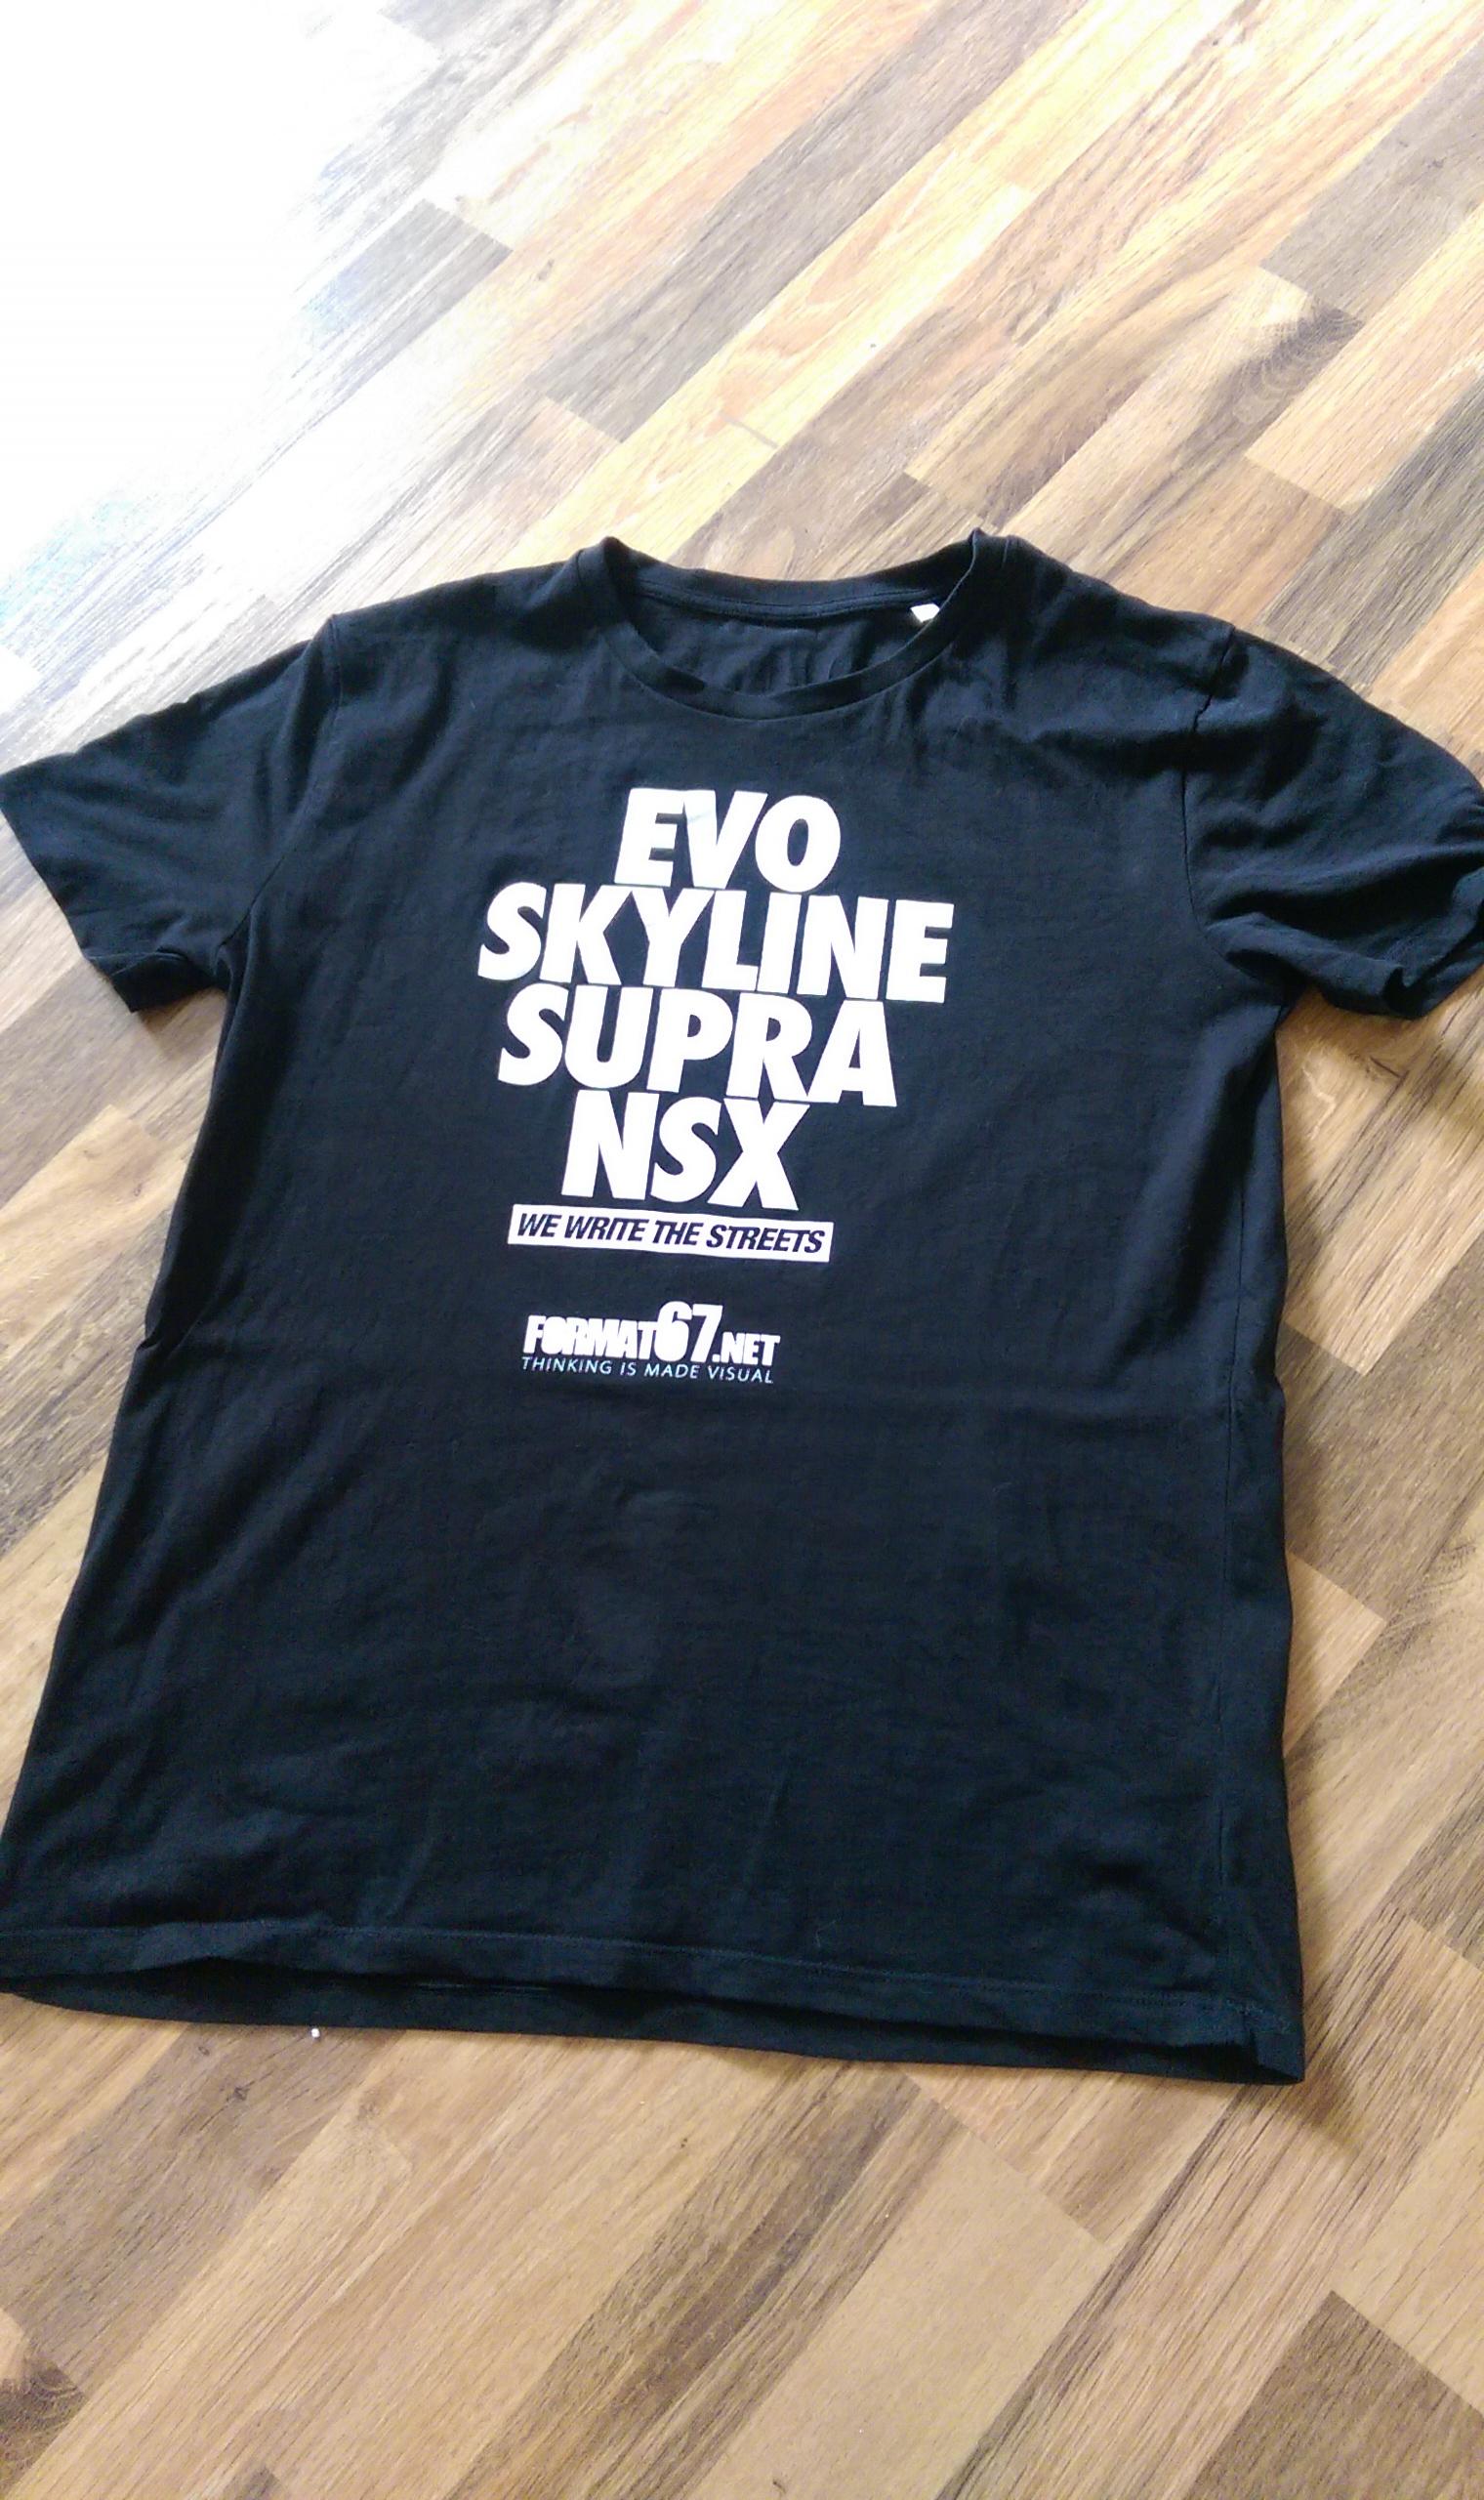 EVO
SKYLINE
SUPRA
NSX
WE WRITE THE STREETS
FORMAT67.NET
THINKING IS MADE VISUAL